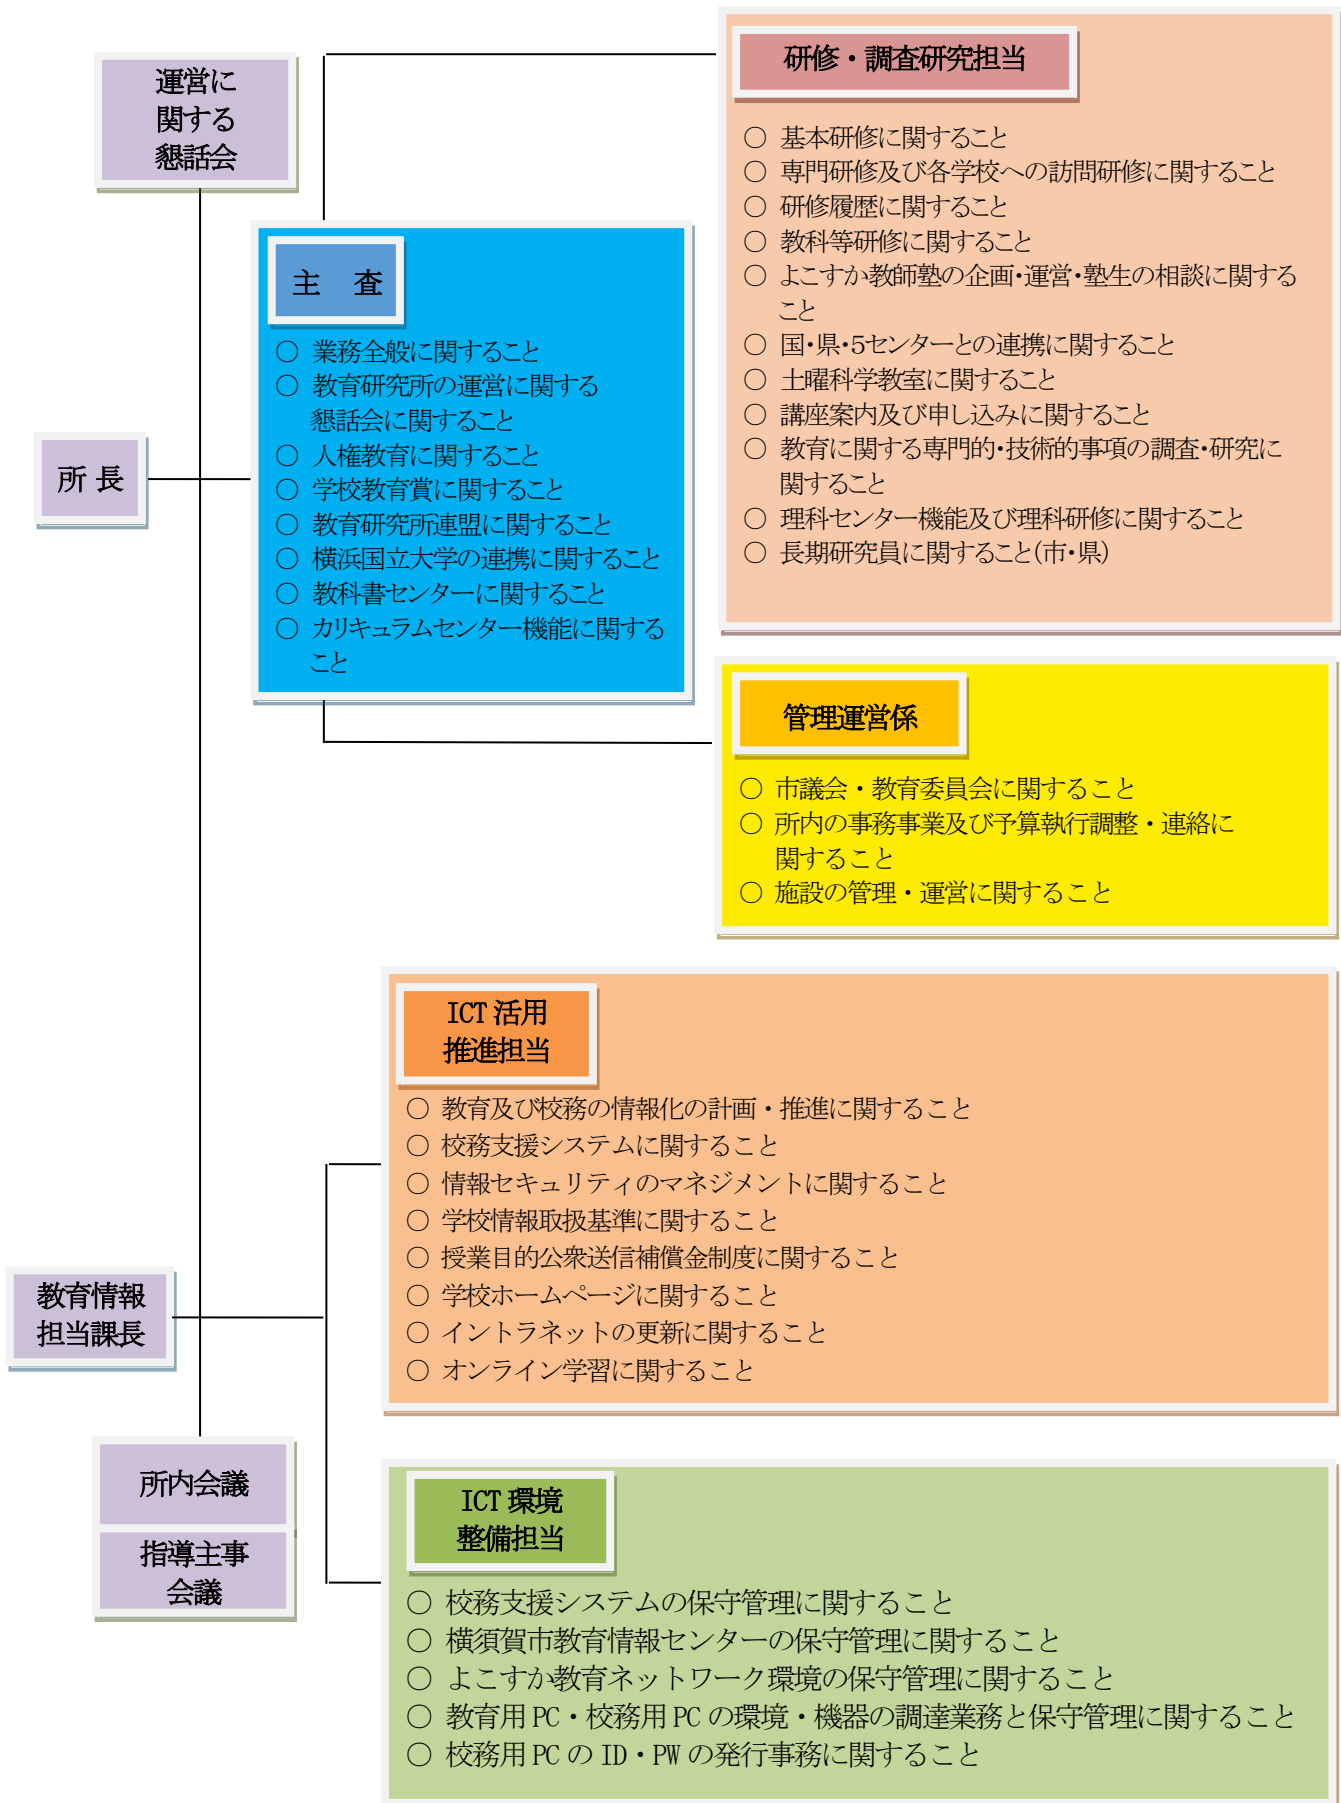 運営に
関する
懇話会
研修・調査研究担当
○ 基本研修に関すること
○ 専門研修及び各学校への訪問研修に関すること
○ 研修履歴に関すること
○ 教科等研修に関すること
○ よこすか教師塾の企画・運営・塾生の相談に関する
こと
○ 国・県・5センターとの連携に関すること
○ 土曜科学教室に関すること
○ 講座案内及び申し込みに関すること
○ 教育に関する専門的・技術的事項の調査・研究に
関すること
○ 理科センター機能及び理科研修に関すること
○ 長期研究員に関すること(市・県)
主 査
○ 業務全般に関すること
○ 教育研究所の運営に関する
懇話会に関すること
○ 人権教育に関すること
○ 学校教育賞に関すること
○ 教育研究所連盟に関すること
○ 横浜国立大学の連携に関すること
○ 教科書センターに関すること
○ カリキュラムセンター機能に関する
こと
所 長
管理運営係
○ 市議会・教育委員会に関すること
○ 所内の事務事業及び予算執行調整・連絡に
関すること
○ 施設の管理・運営に関すること
ICT 活用
推進担当
○ 教育及び校務の情報化の計画・推進に関すること
○ 校務支援システムに関すること
○ 情報セキュリティのマネジメントに関すること
○ 学校情報取扱基準に関すること
○ 授業目的公衆送信補償金制度に関すること
○ 学校ホームページに関すること
○ イントラネットの更新に関すること
○ オンライン学習に関すること
教育情報
担当課長
所内会議
指導主事
会議
ICT 環境
整備担当
○ 校務支援システムの保守管理に関すること
○ 横須賀市教育情報センターの保守管理に関すること
○ よこすか教育ネットワーク環境の保守管理に関すること
○ 教育用 PC・校務用 PC の環境・機器の調達業務と保守管理に関すること
○ 校務用 PC の ID・PW の発行事務に関すること